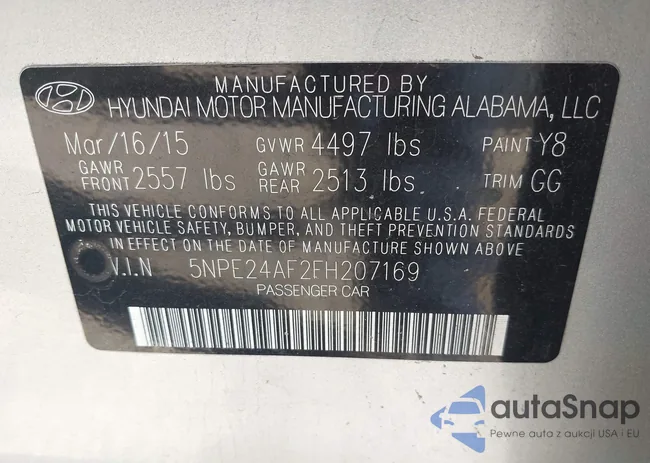 MANUFACTURED BY
HYUNDAI MOTOR MANUFACTURING ALABAMA, LLC
Mar/16/15 GVWR 4497 lbs PAINT Y8
GAWR FRONT 2557 lbs GAWR REAR 2513 lbs TRIM GG
THIS VEHICLE CONFORMS TO ALL APPLICABLE U.S.A. FEDERAL
MOTOR VEHICLE SAFETY, BUMPER, AND THEFT PREVENTION STANDARDS
IN EFFECT ON THE DATE OF MANUFACTURE SHOWN ABOVE
V.I.N 5NPE24AF2FH207169
PASSENGER CAR
autaSnap
Pewne auta z aukcji USA i EU